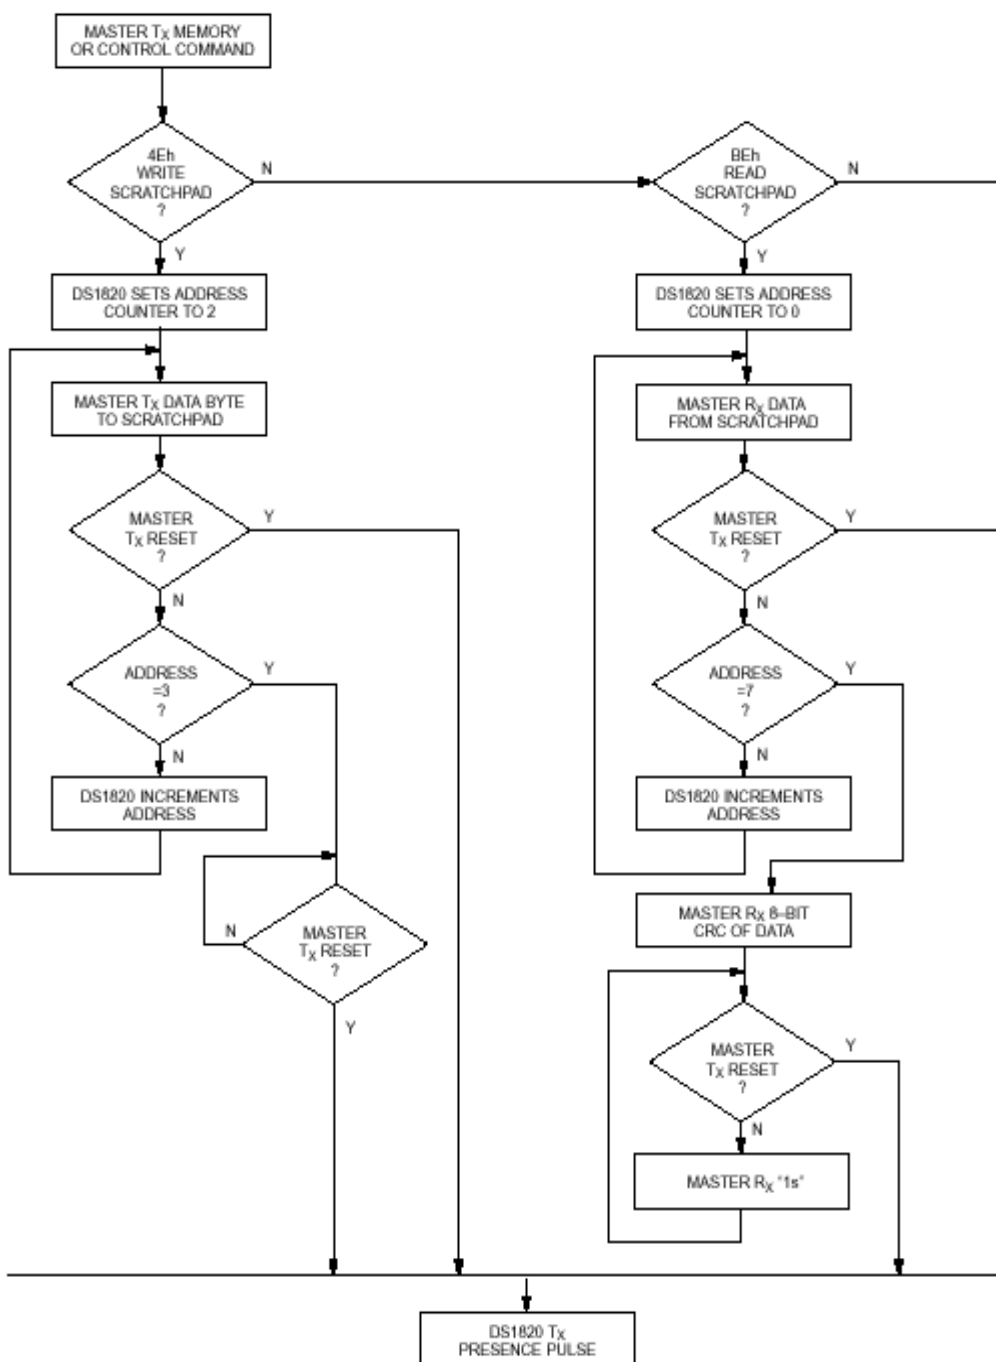 MASTER TX MEMORY
OR CONTROL COMMAND
4Eh
WRITE
SCRATCHPAD
?
N
Y
DS1820 SETS ADDRESS
COUNTER TO 2
MASTER TX DATA BYTE
TO SCRATCHPAD
MASTER
TX RESET
?
Y
N
ADDRESS
=3
?
Y
N
DS1820 INCREMENTS
ADDRESS
MASTER
TX RESET
?
N
Y
BEh
READ
SCRATCHPAD
?
N
Y
DS1820 SETS ADDRESS
COUNTER TO 0
MASTER RX DATA
FROM SCRATCHPAD
MASTER
TX RESET
?
Y
N
ADDRESS
=7
?
Y
N
DS1820 INCREMENTS
ADDRESS
MASTER RX 8–BIT
CRC OF DATA
MASTER
TX RESET
?
Y
N
MASTER RX “1s”
DS1820 TX
PRESENCE PULSE